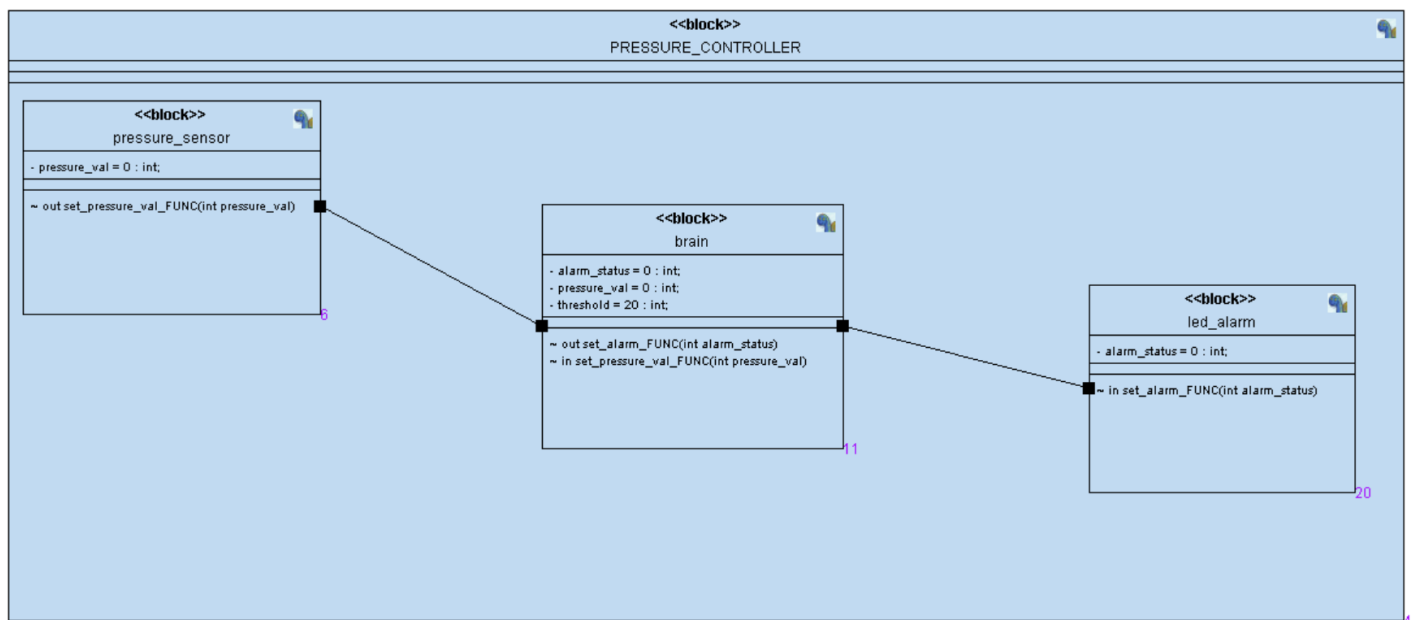 <<block>>
PRESSURE_CONTROLLER
<<block>>
pressure_sensor
- pressure_val = 0 : int;
~ out set_pressure_val_FUNC(int pressure_val)
6
<<block>>
brain
- alarm_status = 0 : int;
- pressure_val = 0 : int;
- threshold = 20 : int;
~ out set_alarm_FUNC(int alarm_status)
~ in set_pressure_val_FUNC(int pressure_val)
11
<<block>>
led_alarm
- alarm_status = 0 : int;
~ in set_alarm_FUNC(int alarm_status)
20